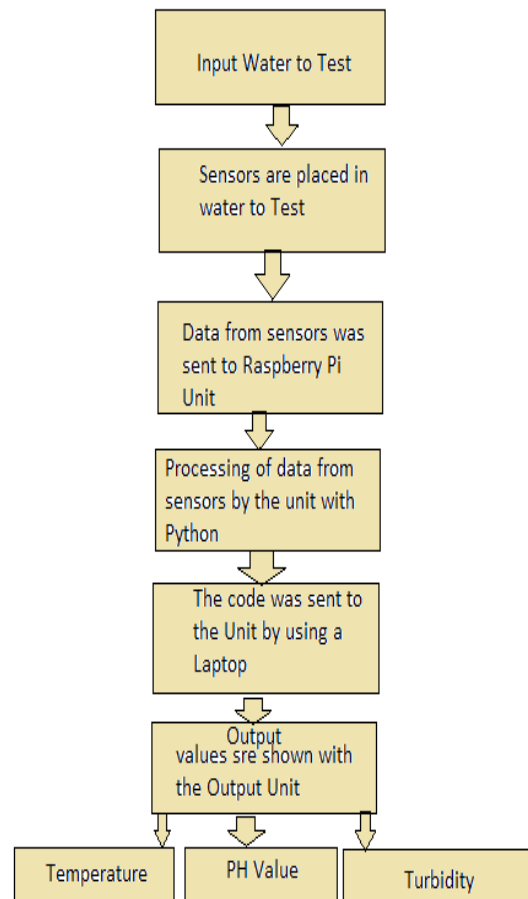 Input Water to Test
Sensors are placed in
water to Test
Data from sensors was
sent to Raspberry Pi
Unit
Processing of data from
sensors by the unit with
Python
The code was sent to
the Unit by using a
Laptop
Output
values sre shown with
the Output Unit
Temperature
PH Value
Turbidity